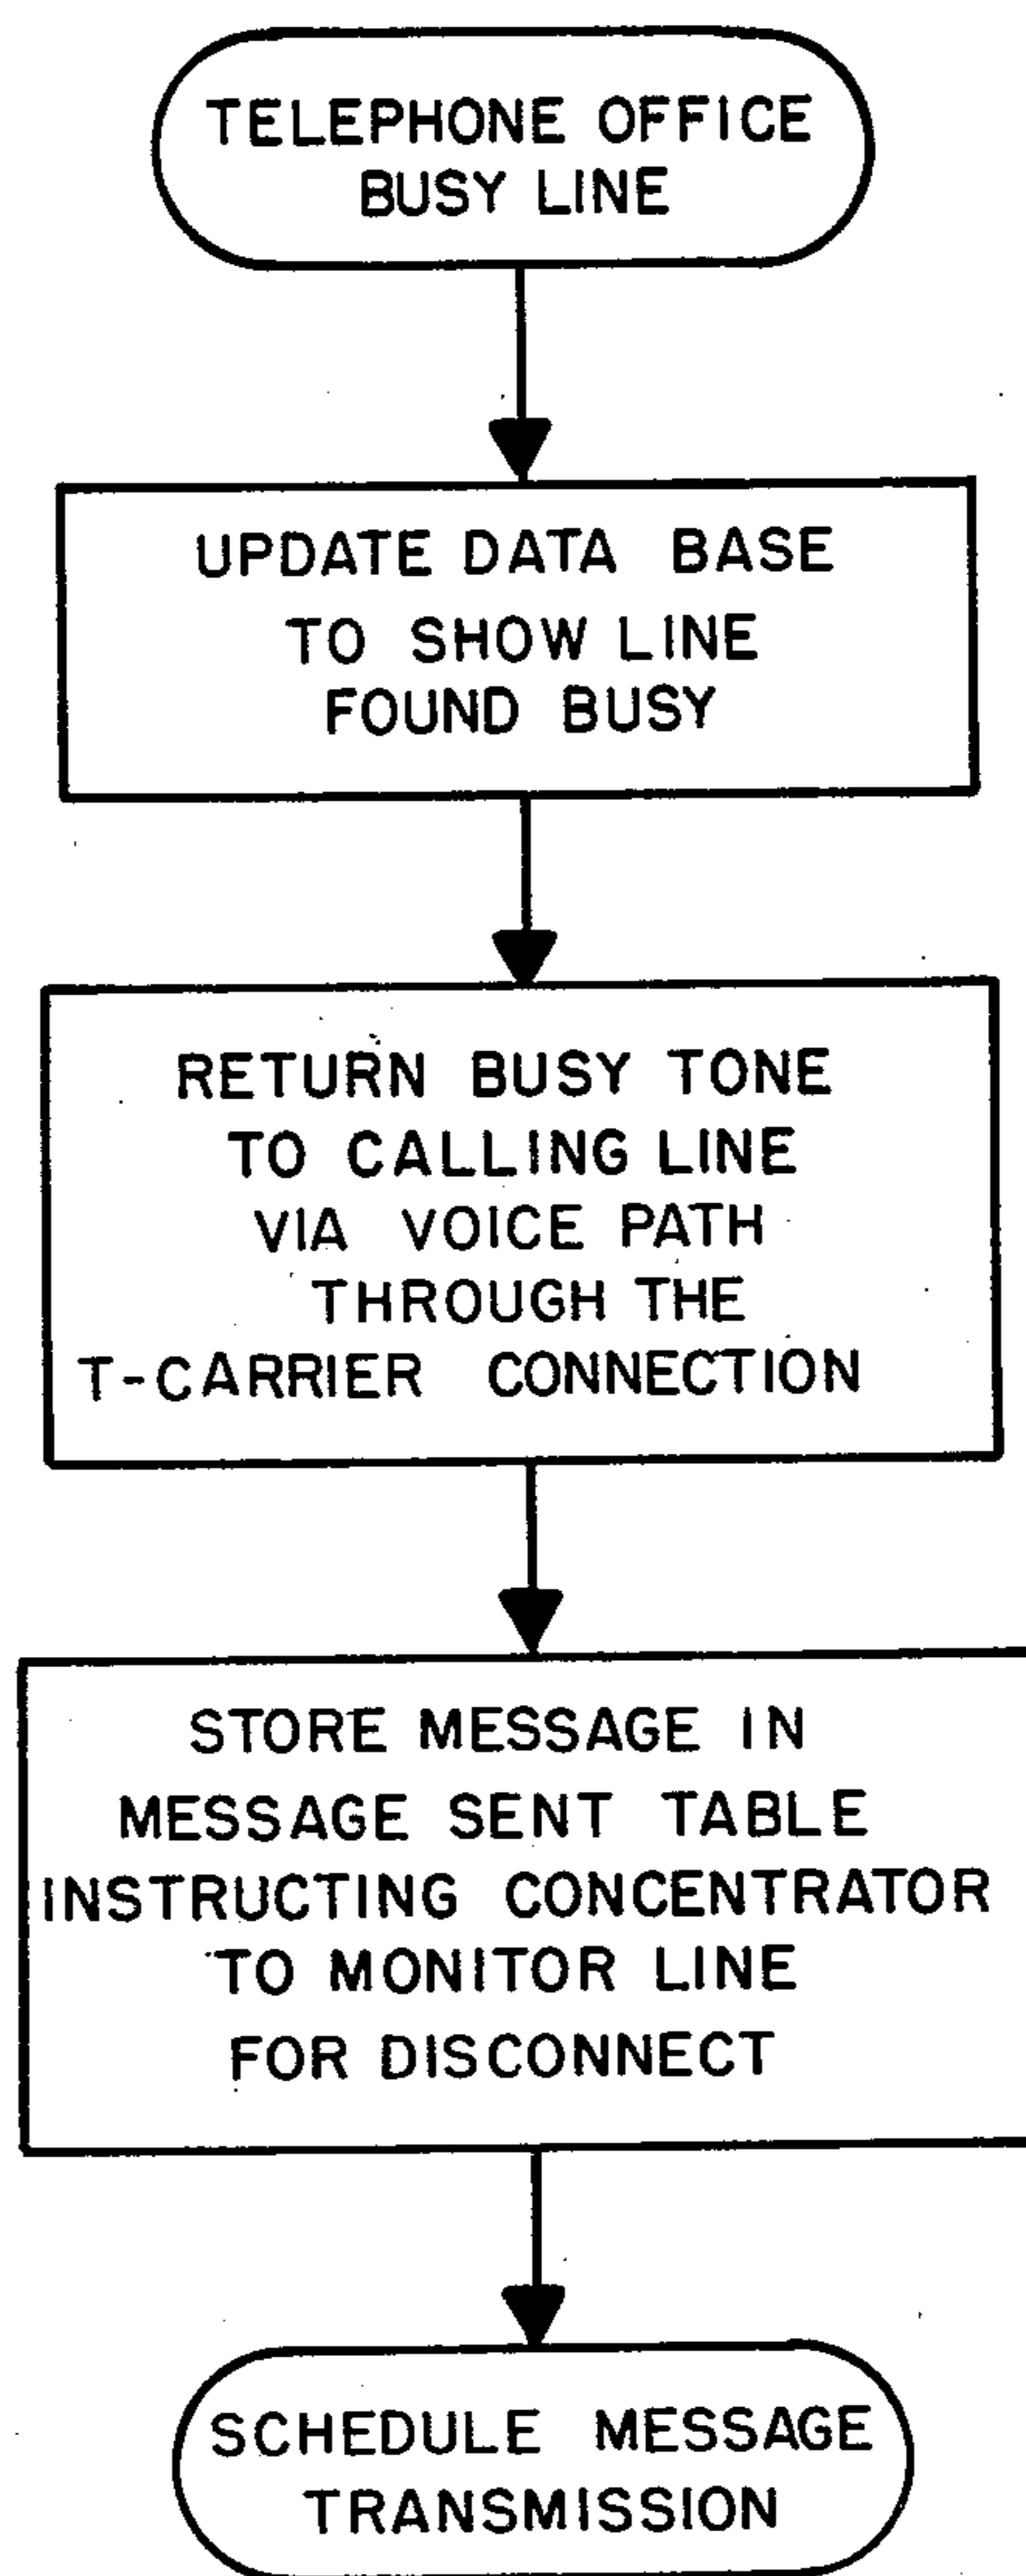 TELEPHONE OFFICE
BUSY LINE
UPDATE DATA BASE
TO SHOW LINE
FOUND BUSY
RETURN BUSY TONE
TO CALLING LINE
VIA VOICE PATH
THROUGH THE
T-CARRIER CONNECTION
STORE MESSAGE IN
MESSAGE SENT TABLE
INSTRUCTING CONCENTRATOR
TO MONITOR LINE
FOR DISCONNECT
SCHEDULE MESSAGE
TRANSMISSION